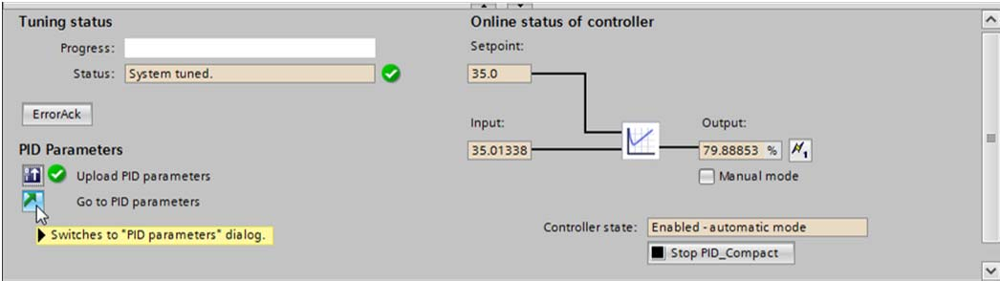 Tuning status
Progress:
Status: System tuned.
ErrorAck
PID Parameters
Upload PID parameters
Go to PID parameters
Switches to "PID parameters" dialog.
Online status of controller
Setpoint:
35.0
Input:
35.01338
Output:
79.88853 %
Manual mode
Controller state: Enabled - automatic mode
Stop PID_Compact